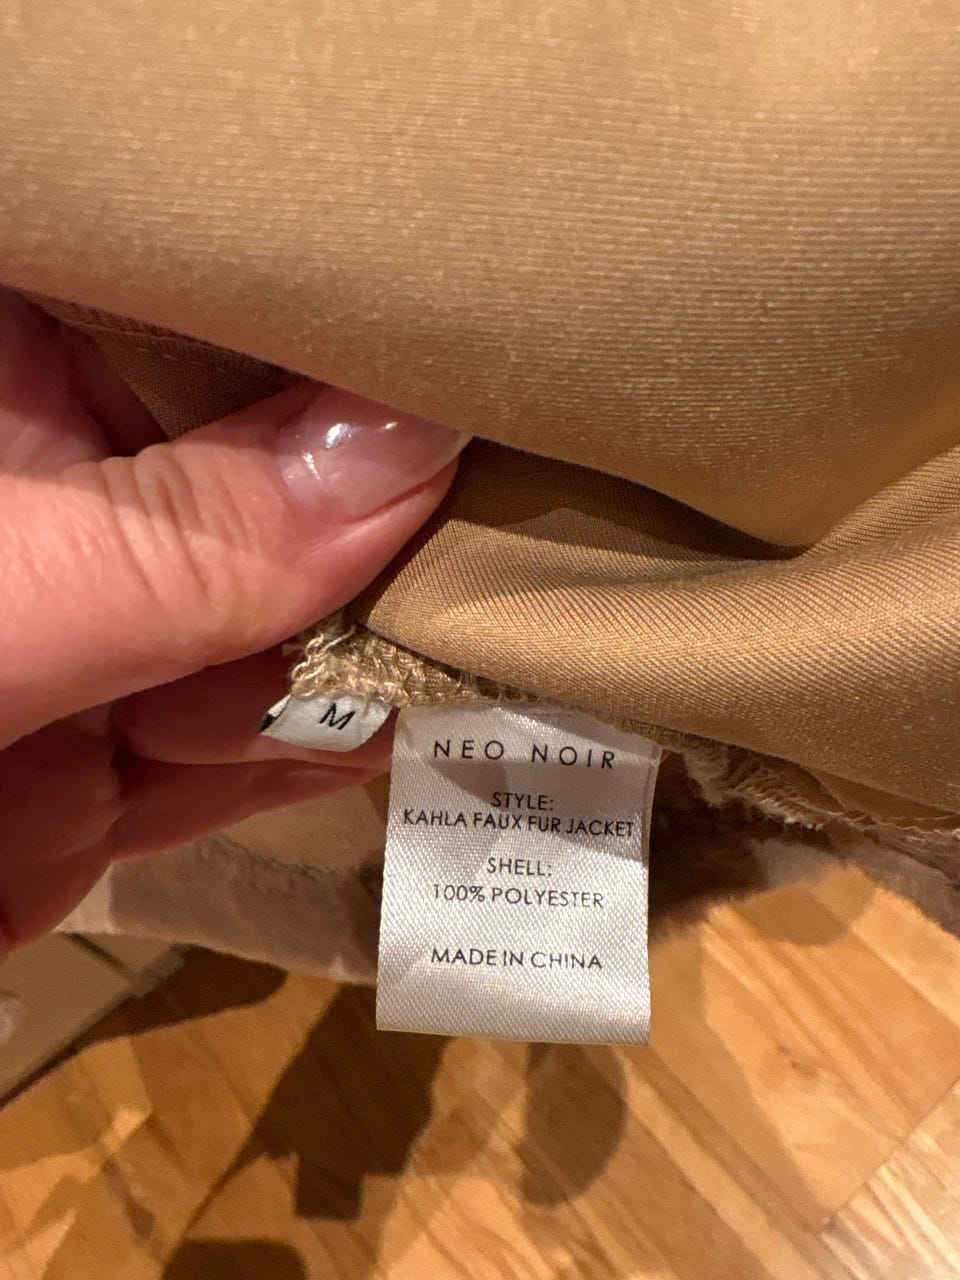 M
NEO NOIR
STYLE:
KAHLA FAUX FUR JACKET
SHELL:
100% POLYESTER
MADE IN CHINA